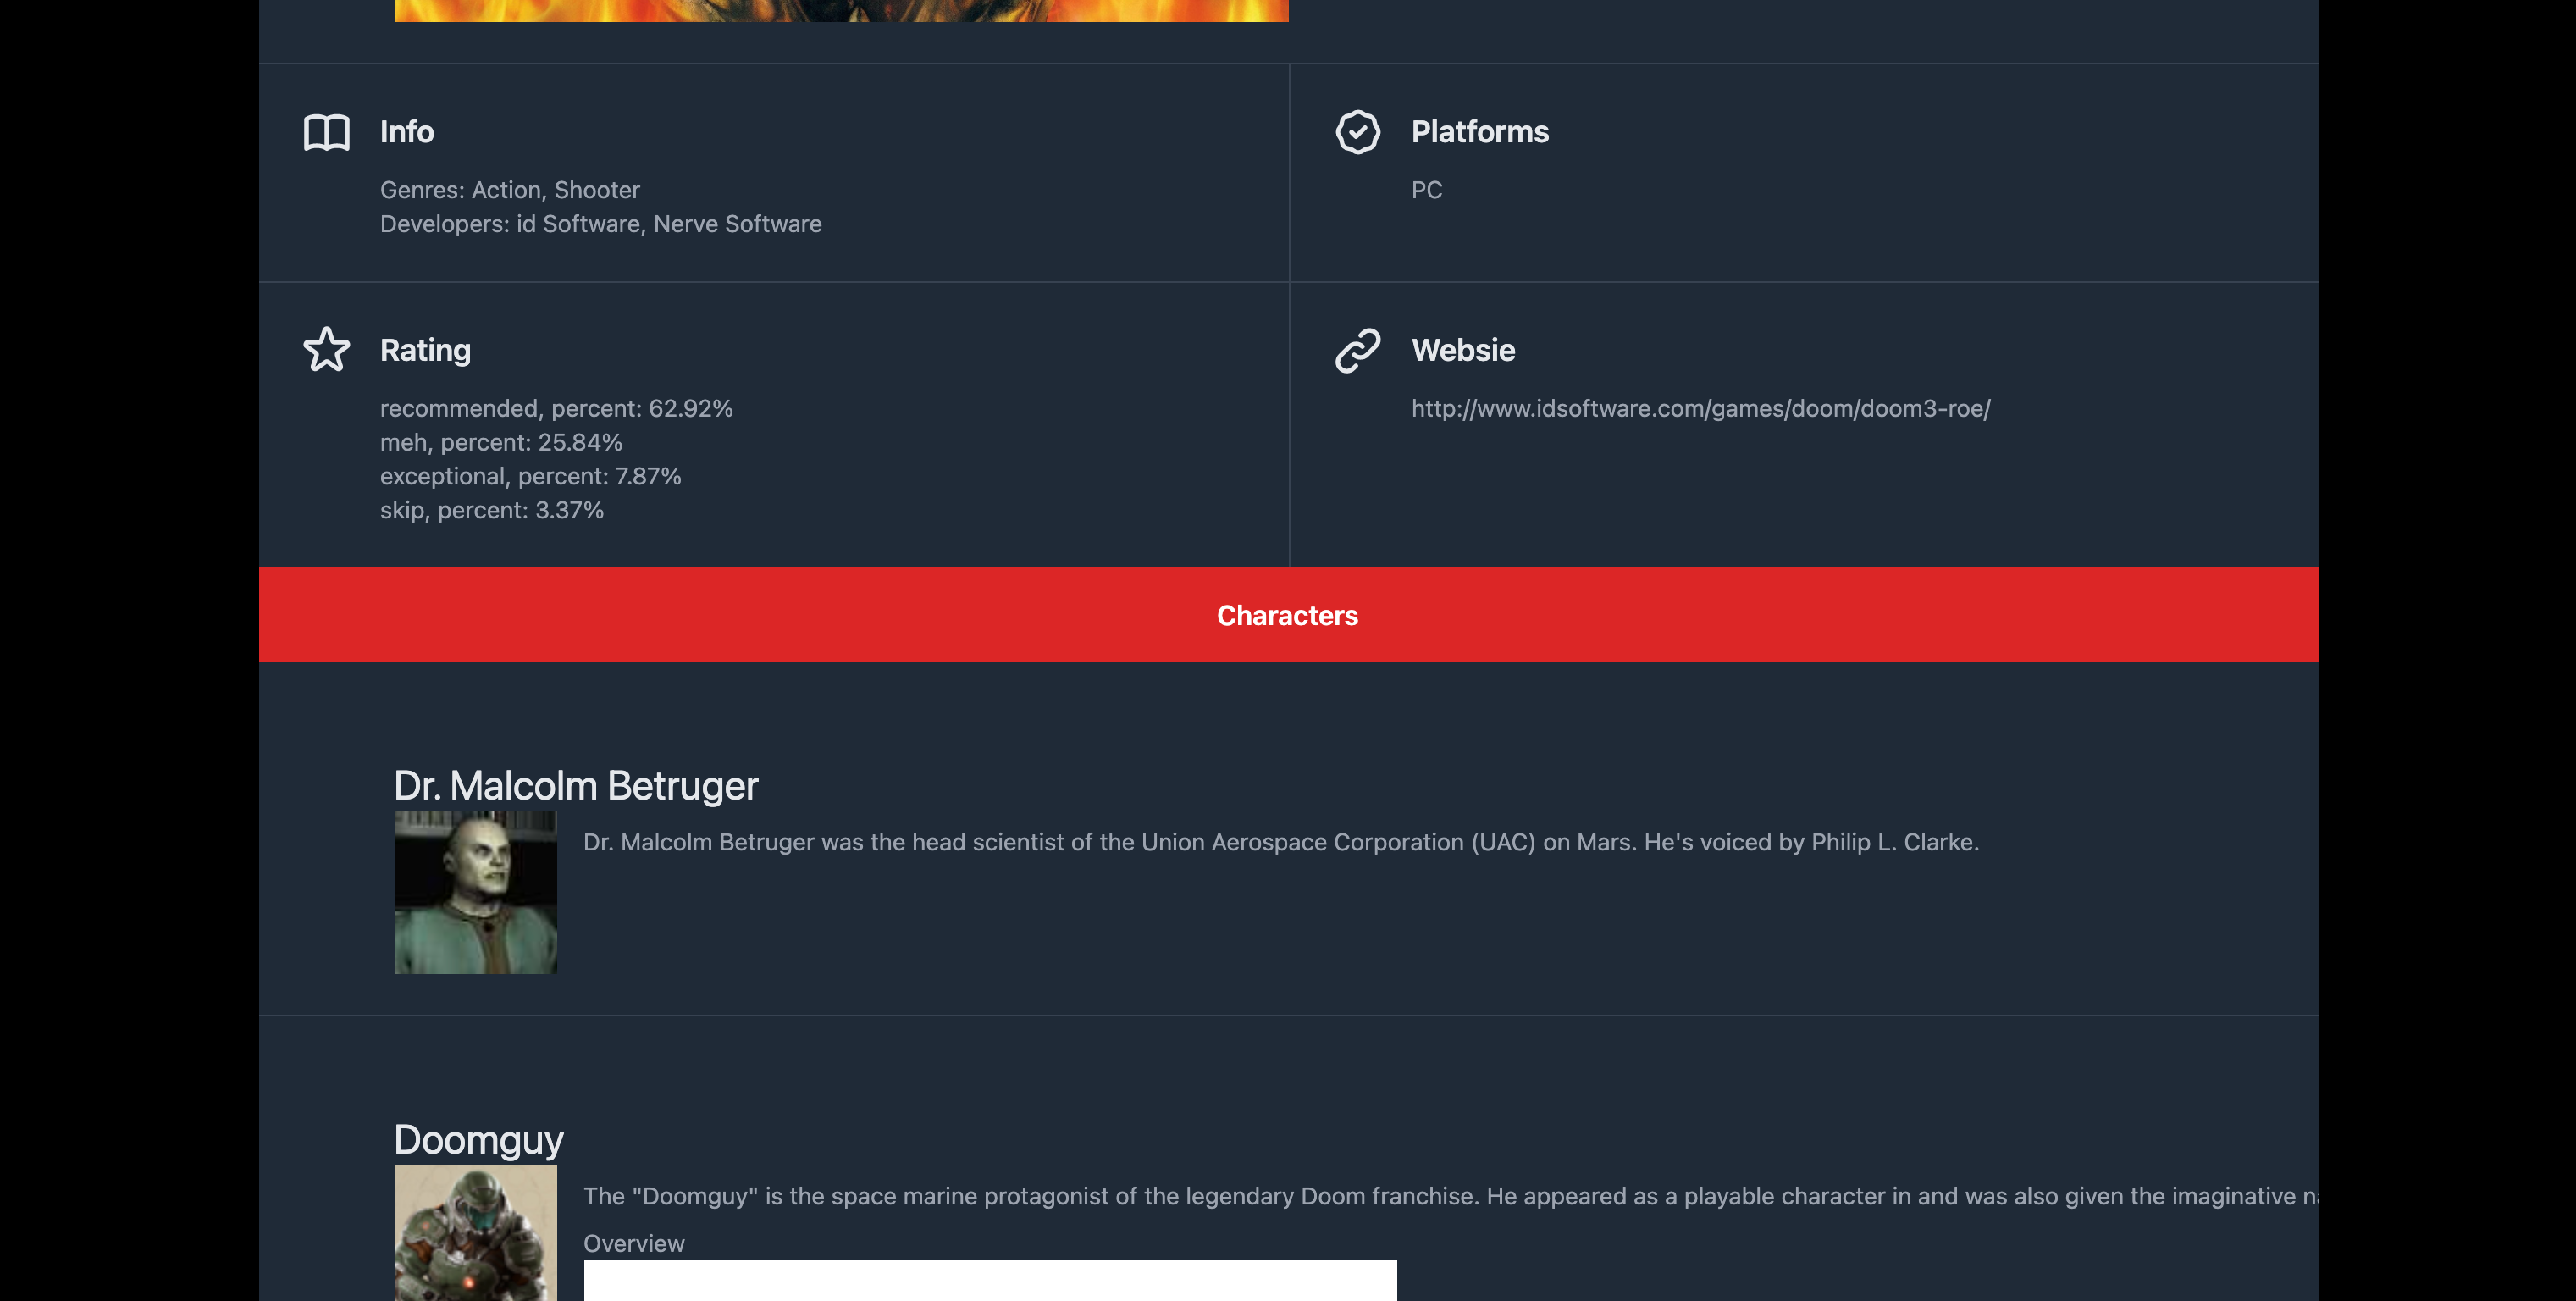 Info
Genres: Action, Shooter
Developers: id Software, Nerve Software
Platforms
PC
Rating
recommended, percent: 62.92%
meh, percent: 25.84%
exceptional, percent: 7.87%
skip, percent: 3.37%
Websie
http://www.idsoftware.com/games/doom/doom3-roe/
Characters
Dr. Malcolm Betruger
Dr. Malcolm Betruger was the head scientist of the Union Aerospace Corporation (UAC) on Mars. He's voiced by Philip L. Clarke.
Doomguy
The "Doomguy" is the space marine protagonist of the legendary Doom franchise. He appeared as a playable character in and was also given the imaginative
Overview